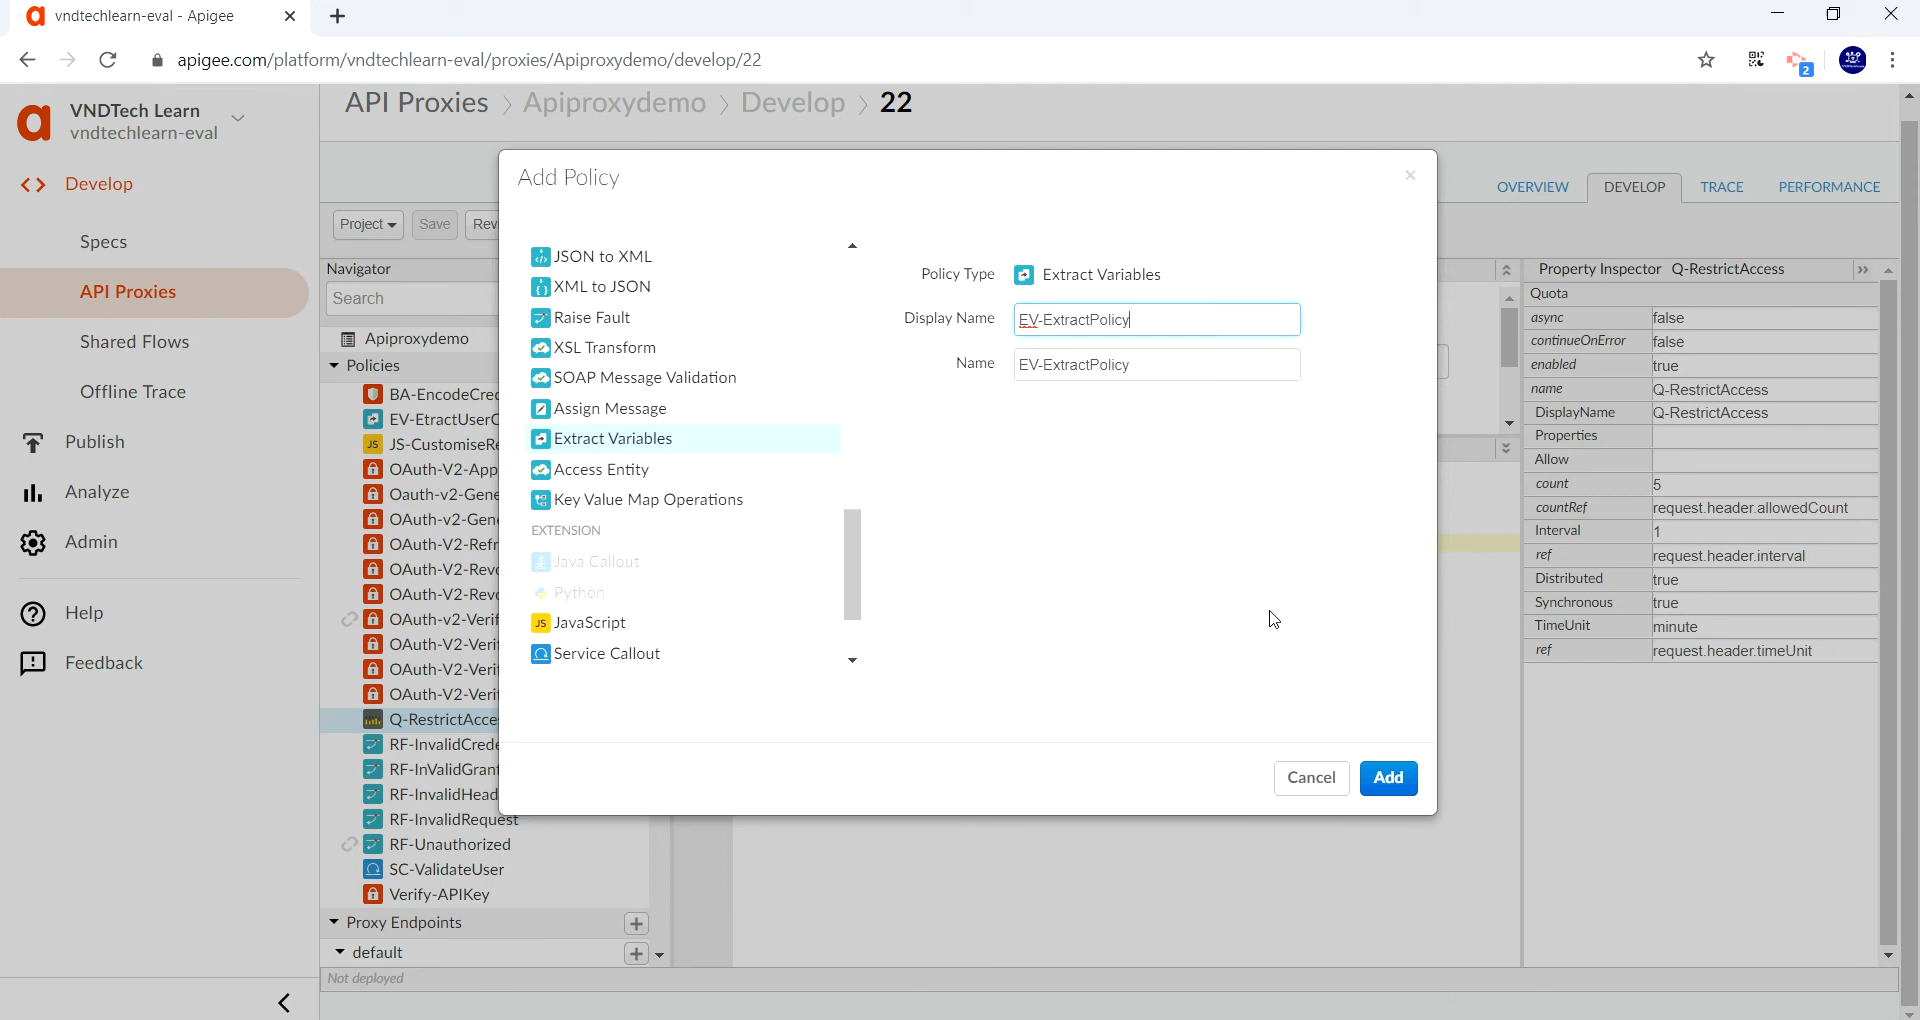 vndtechlearn-eval - Apigee
apigee.com/platform/vndtechlearn-eval/proxies/Apiproxydemo/develop/22
2
VNDTech Learn
vndtechlearn-eval
Develop
Specs
API Proxies
Shared Flows
Offline Trace
Publish
Analyze
Admin
Help
Feedback
API Proxies > Apiproxydemo > Develop > 22
OVERVIEW DEVELOP TRACE PERFORMANCE
Project Save Rev
Navigator
Search
Apiproxydemo
Policies
BA-EncodeCre
EV-EtractUserC
JS-CustomiseRe
OAuth-V2-App
Oauth-v2-Gene
OAuth-v2-Gen
OAuth-V2-Refr
OAuth-V2-Revo
OAuth-V2-Revo
OAuth-v2-Verif
OAuth-V2-Verif
OAuth-V2-Verif
OAuth-V2-Verif
Q-RestrictAcce
RF-InvalidCrede
RF-InValidGrant
RF-InvalidHead
RF-InvalidRequest
RF-Unauthorized
SC-ValidateUser
Verify-APIKey
Proxy Endpoints
default
Not deployed
Add Policy
JSON to XML
XML to JSON
Raise Fault
XSL Transform
SOAP Message Validation
Assign Message
Extract Variables
Access Entity
Key Value Map Operations
EXTENSION
Java Callout
Python
JavaScript
Service Callout
Policy Type Extract Variables
Display Name EV-ExtractPolicy
Name EV-ExtractPolicy
Cancel Add
Property Inspector Q-RestrictAccess
Quota
async false
continueOnError false
enabled true
name Q-RestrictAccess
DisplayName Q-RestrictAccess
Properties
Allow
count 5
countRef request.header.allowedCount
Interval 1
ref request.header.interval
Distributed true
Synchronous true
TimeUnit minute
ref request.header.timeUnit